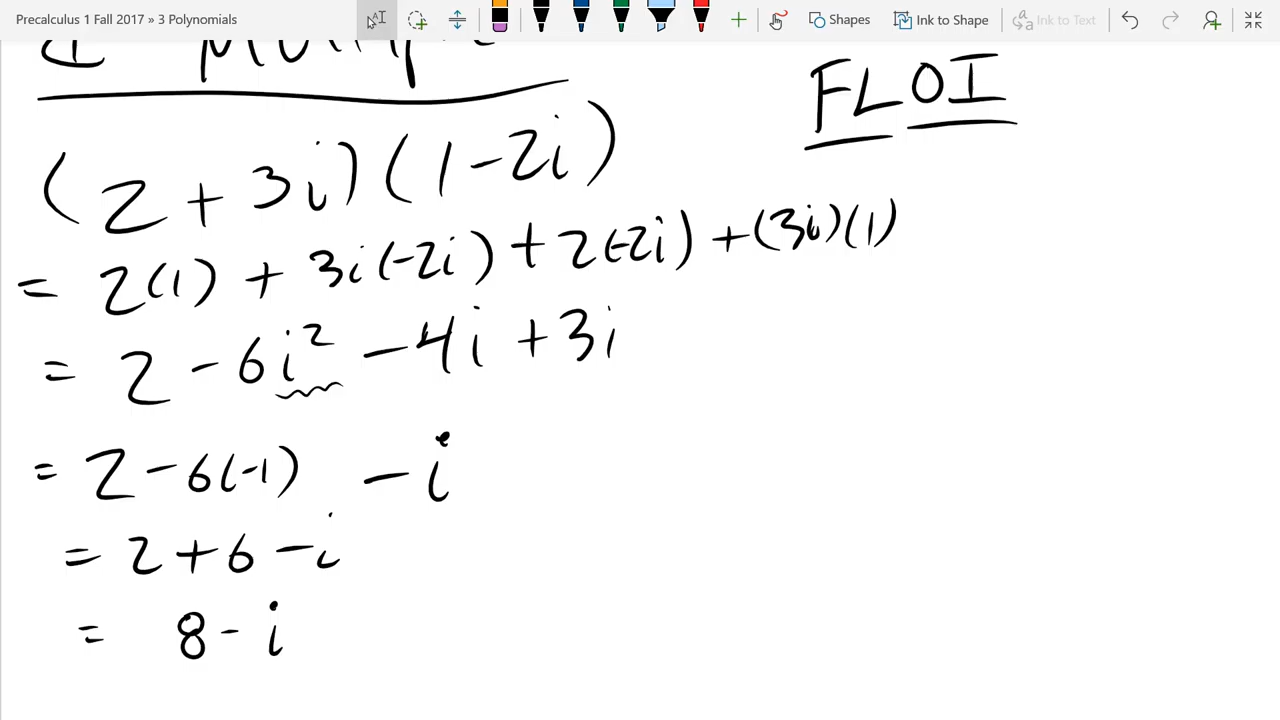 Precalculus 1 Fall 2017 » 3 Polynomials
Shapes Ink to Shape Ink to Text
FLOI
(2 + 3i)(1 - 2i)
= 2(1) + 3i(-2i) + 2(-2i) + (3i)(1)
= 2 - 6i² - 4i + 3i
= 2 - 6(-1) - i
= 2 + 6 - i
= 8 - i